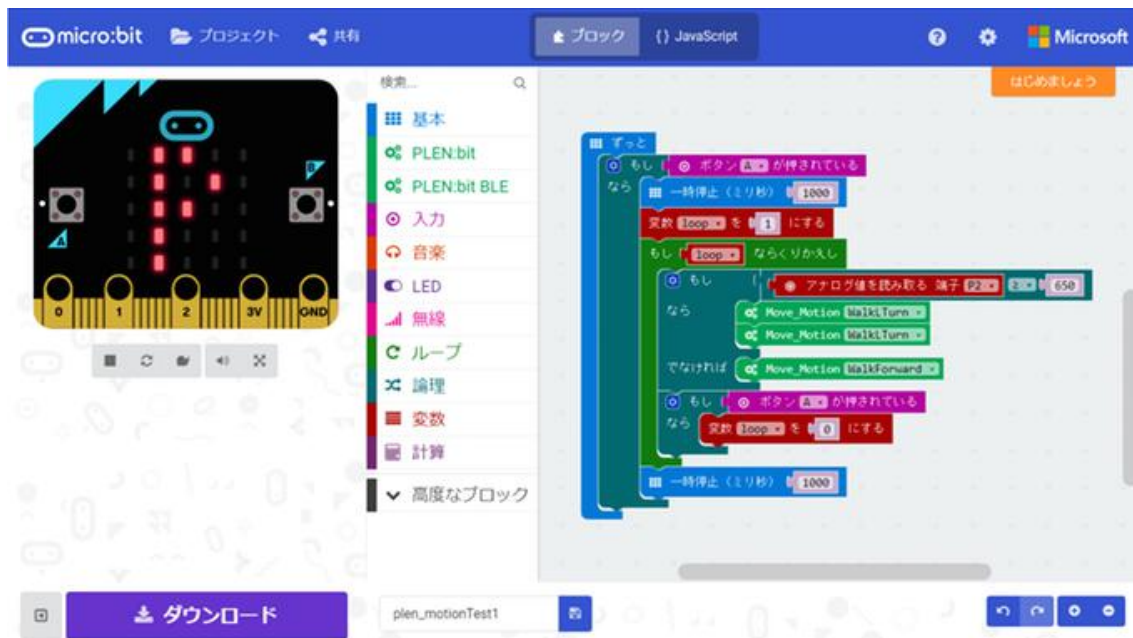 micro:bit プロジェクト 共有 ブロック {} JavaScript Microsoft
はじめましょう
検索...
基本
PLEN:bit
PLEN:bit BLE
入力
音楽
LED
無線
ループ
論理
変数
計算
高度なブロック
B
A
0 1 2 3V GND
ずっと
もし ボタン A が押されている
なら 一時停止（ミリ秒） 1000
変数 loop を 1 にする
もし loop ならくりかえし
もし アナログ値を読み取る 端子 P2 ≥ 650
なら Move_Motion WalkLTurn
Move_Motion WalkLTurn
でなければ Move_Motion WalkForward
もし ボタン A が押されている
なら 変数 loop を 0 にする
一時停止（ミリ秒） 1000
ダウンロード plen_motionTest1